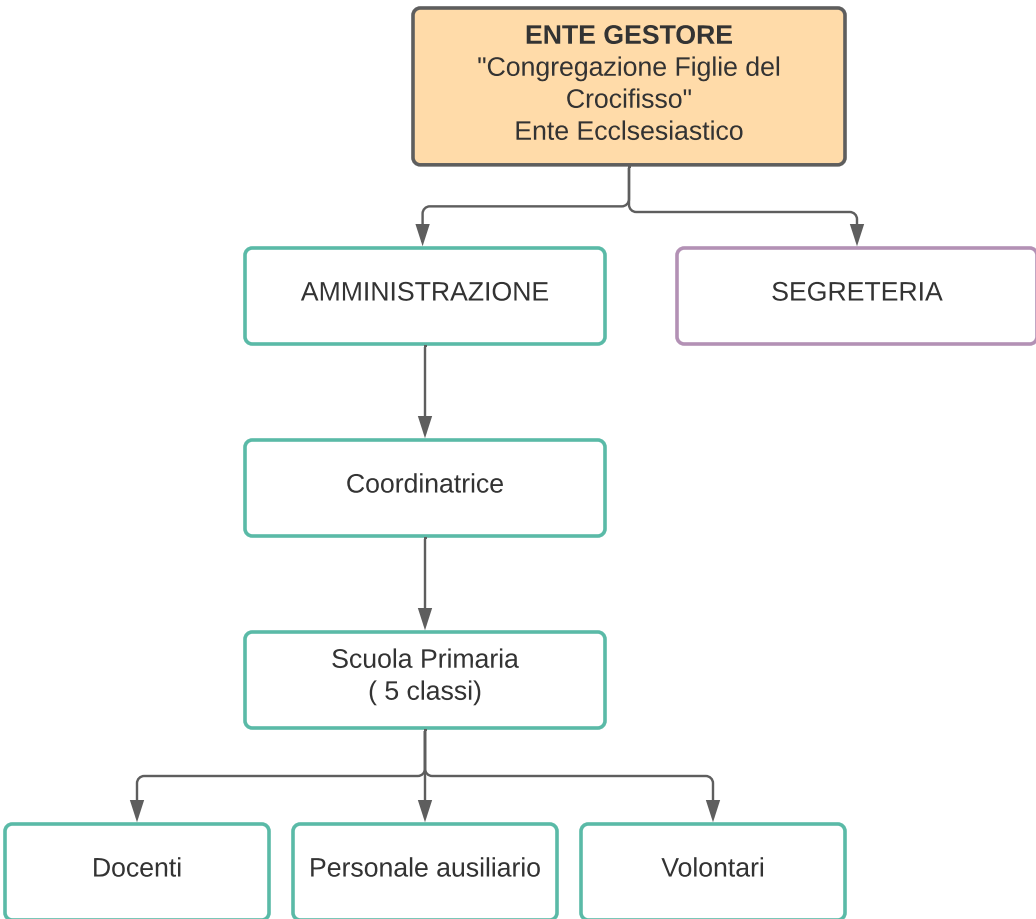 ENTE GESTORE
"Congregazione Figlie del
Crocifisso"
Ente Ecclsesiastico
AMMINISTRAZIONE
SEGRETERIA
Coordinatrice
Scuola Primaria
( 5 classi)
Docenti
Personale ausiliario
Volontari